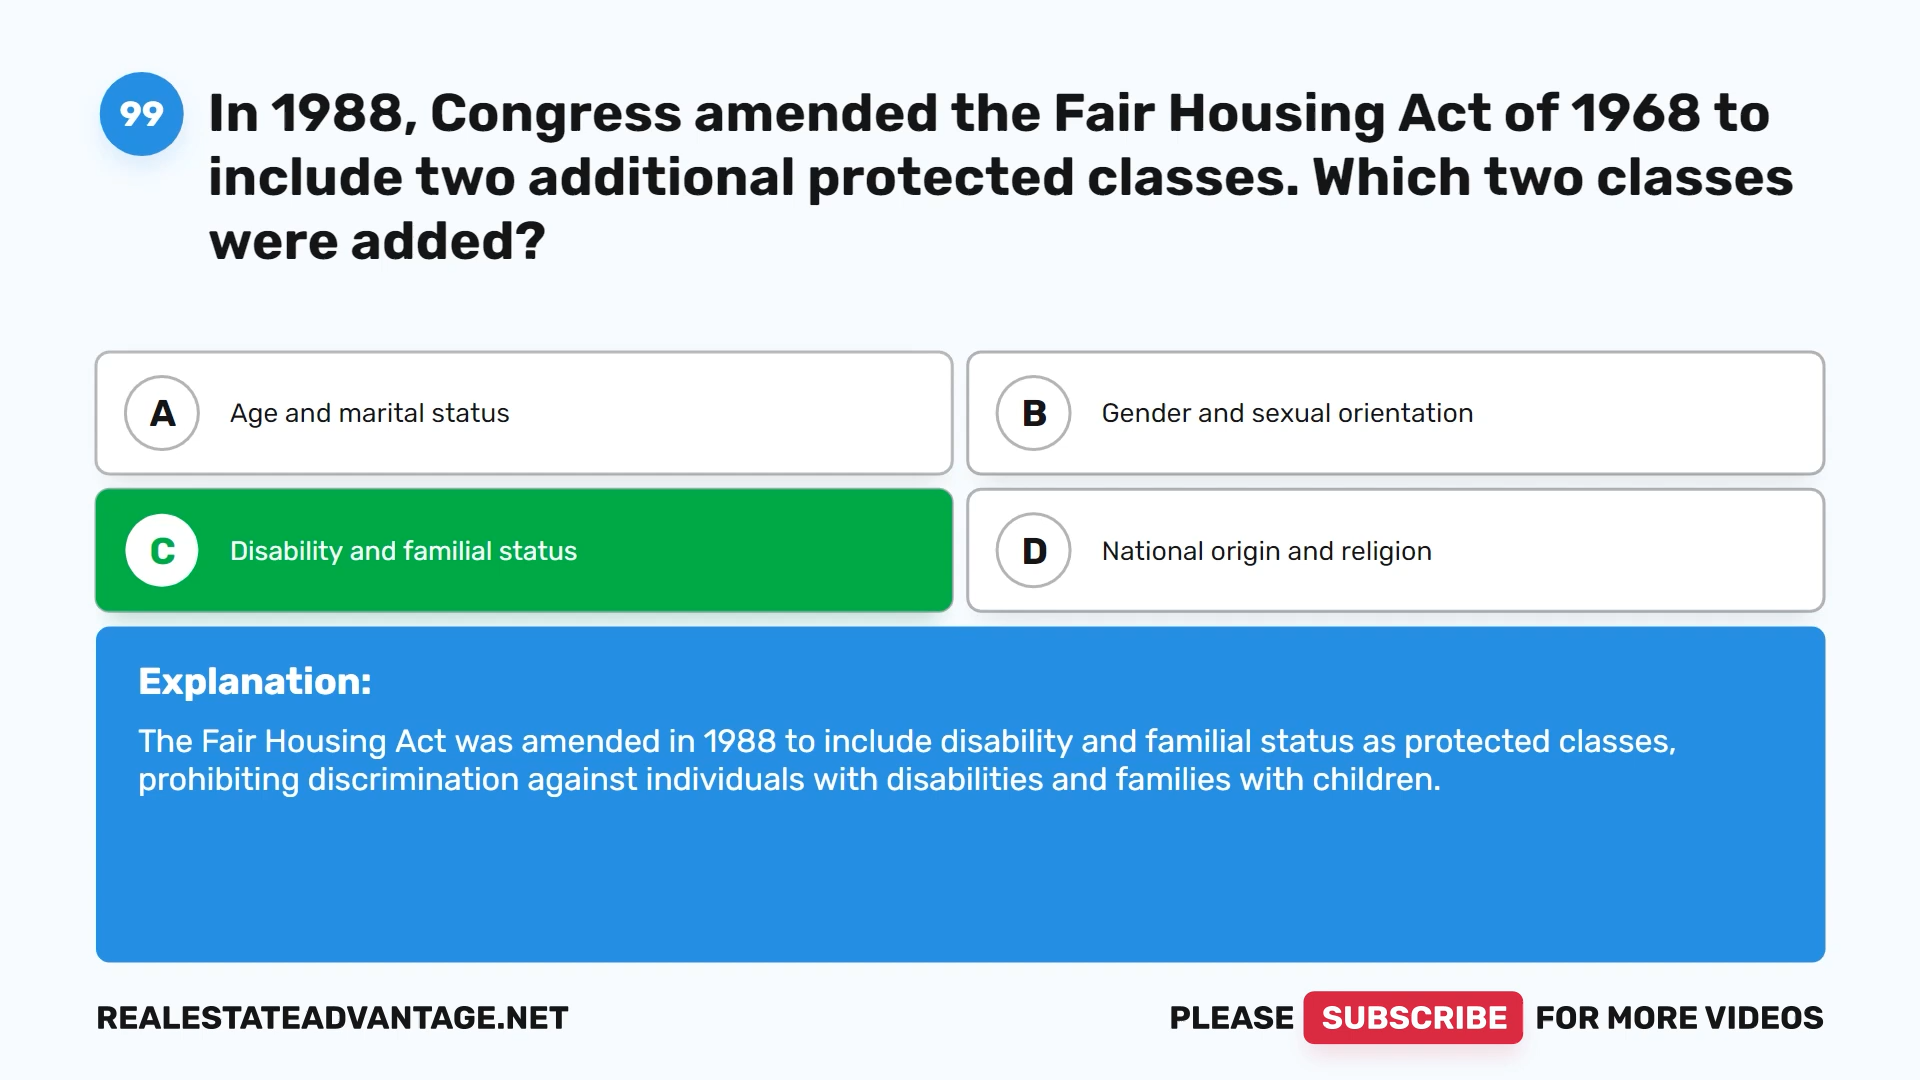 99
In 1988, Congress amended the Fair Housing Act of 1968 to
include two additional protected classes. Which two classes
were added?
A Age and marital status
B Gender and sexual orientation
C Disability and familial status
D National origin and religion
Explanation:
The Fair Housing Act was amended in 1988 to include disability and familial status as protected classes,
prohibiting discrimination against individuals with disabilities and families with children.
REALESTATEADVANTAGE.NET
PLEASE SUBSCRIBE FOR MORE VIDEOS